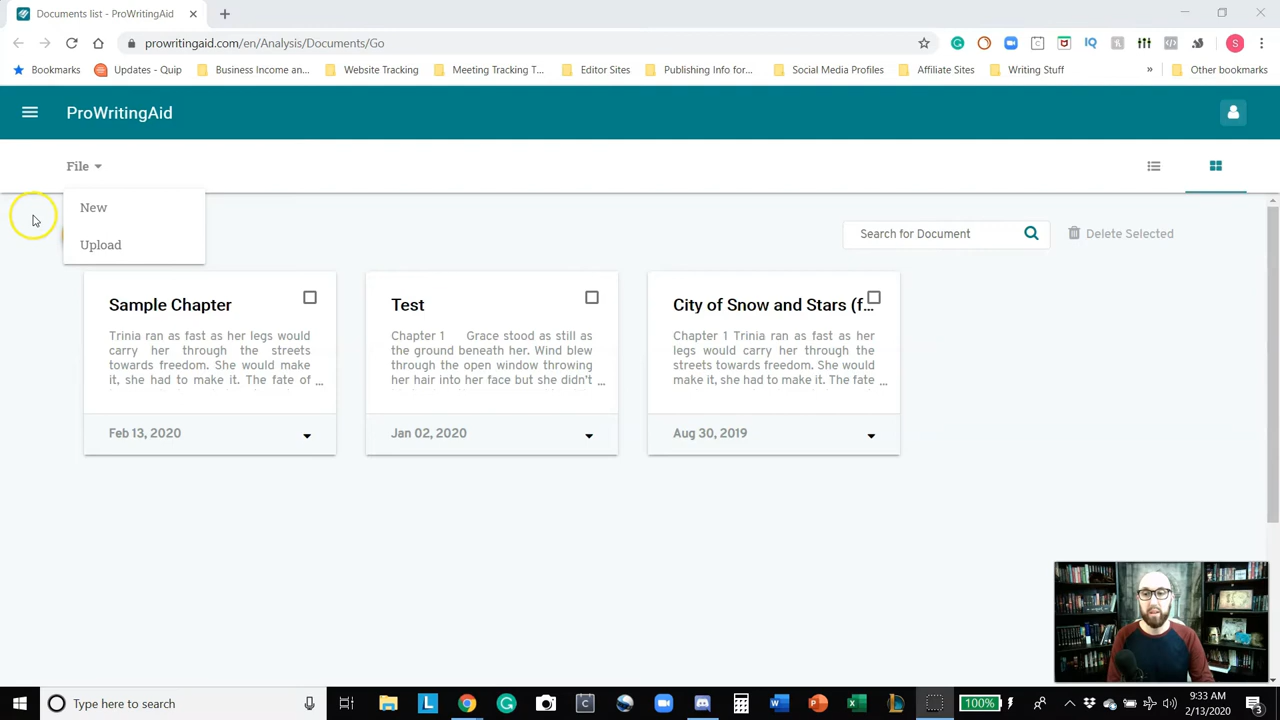 Documents list - ProWritingAid
prowritingaid.com/en/Analysis/Documents/Go
Bookmarks
Updates - Quip
Business Income an...
Website Tracking
Meeting Tracking T...
Editor Sites
Publishing Info for...
Social Media Profiles
Affiliate Sites
Writing Stuff
»
Other bookmarks
ProWritingAid
File
New
Upload
Search for Document
Delete Selected
Sample Chapter
Trinia ran as fast as her legs would
carry her through the streets
towards freedom. She would make
it, she had to make it. The fate of ...
Feb 13, 2020
Test
Chapter 1 Grace stood as still as
the ground beneath her. Wind blew
through the open window throwing
her hair into her face but she didn't ...
Jan 02, 2020
City of Snow and Stars (f...
Chapter 1 Trinia ran as fast as her
legs would carry her through the
streets towards freedom. She would
make it, she had to make it. The fate ...
Aug 30, 2019
Type here to search
100%
9:33 AM
2/13/2020
3